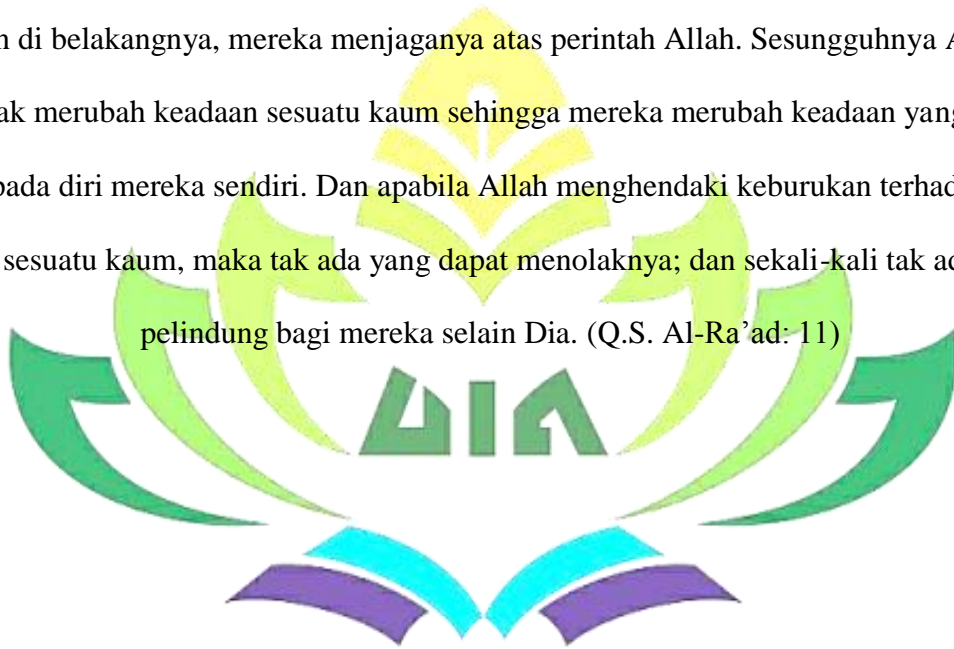 n di belakangnya, mereka menjaganya atas perintah Allah. Sesungguhnya A
ak merubah keadaan sesuatu kaum sehingga mereka merubah keadaan yang
pada diri mereka sendiri. Dan apabila Allah menghendaki keburukan terhad
sesuatu kaum, maka tak ada yang dapat menolaknya; dan sekali-kali tak ad
pelindung bagi mereka selain Dia. (Q.S. Al-Ra’ad: 11)
UIN